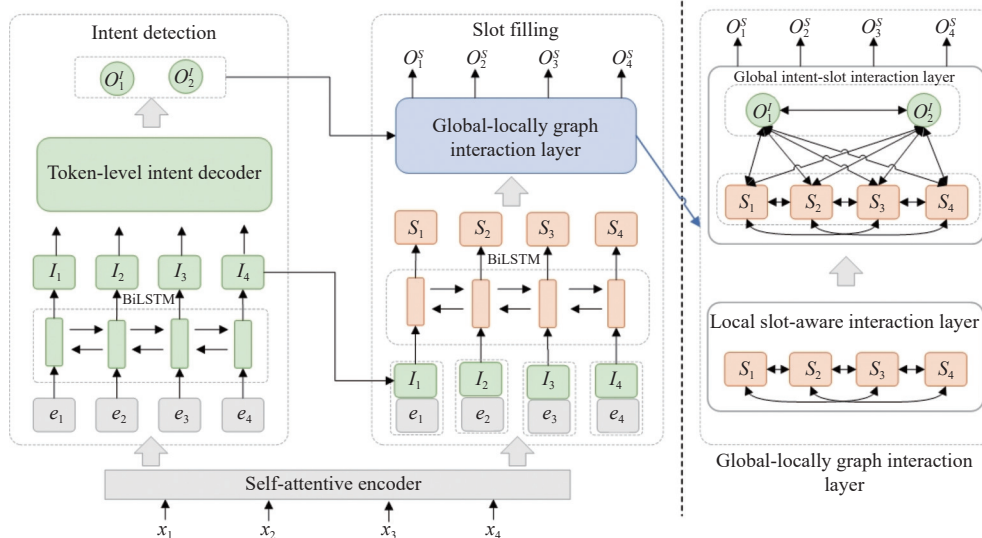 Intent detection
O_1^I O_2^I
Token-level intent decoder
I_1 I_2 I_3 I_4
BiLSTM
e_1 e_2 e_3 e_4
Slot filling
O_1^S O_2^S O_3^S O_4^S
Global-locally graph
interaction layer
S_1 S_2 S_3 S_4
BiLSTM
I_1 I_2 I_3 I_4
e_1 e_2 e_3 e_4
Self-attentive encoder
x_1 x_2 x_3 x_4
O_1^S O_2^S O_3^S O_4^S
Global intent-slot interaction layer
O_1^I O_2^I
S_1 S_2 S_3 S_4
Local slot-aware interaction layer
S_1 S_2 S_3 S_4
Global-locally graph interaction
layer